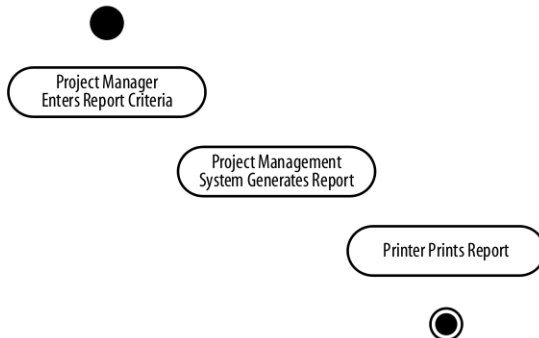 Project Manager
Enters Report Criteria
Project Management
System Generates Report
Printer Prints Report